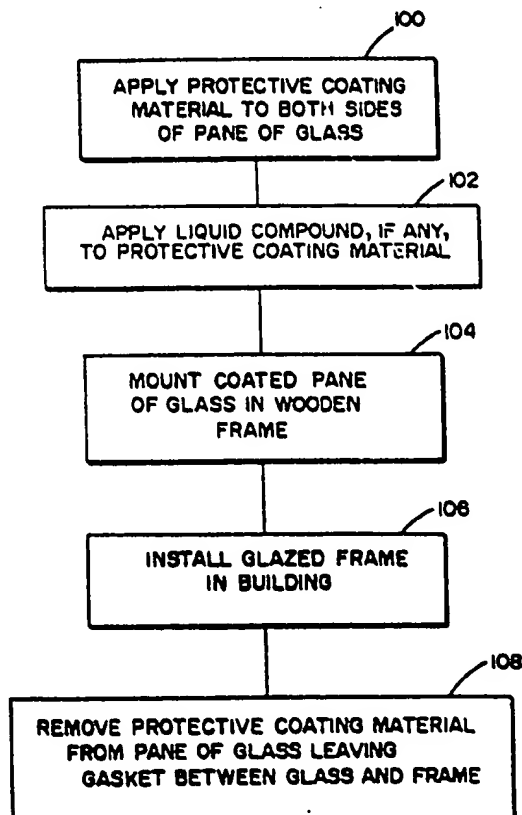 100
APPLY PROTECTIVE COATING
MATERIAL TO BOTH SIDES
OF PANE OF GLASS
102
APPLY LIQUID COMPOUND, IF ANY,
TO PROTECTIVE COATING MATERIAL
104
MOUNT COATED PANE
OF GLASS IN WOODEN
FRAME
106
INSTALL GLAZED FRAME
IN BUILDING
108
REMOVE PROTECTIVE COATING MATERIAL
FROM PANE OF GLASS LEAVING
GASKET BETWEEN GLASS AND FRAME